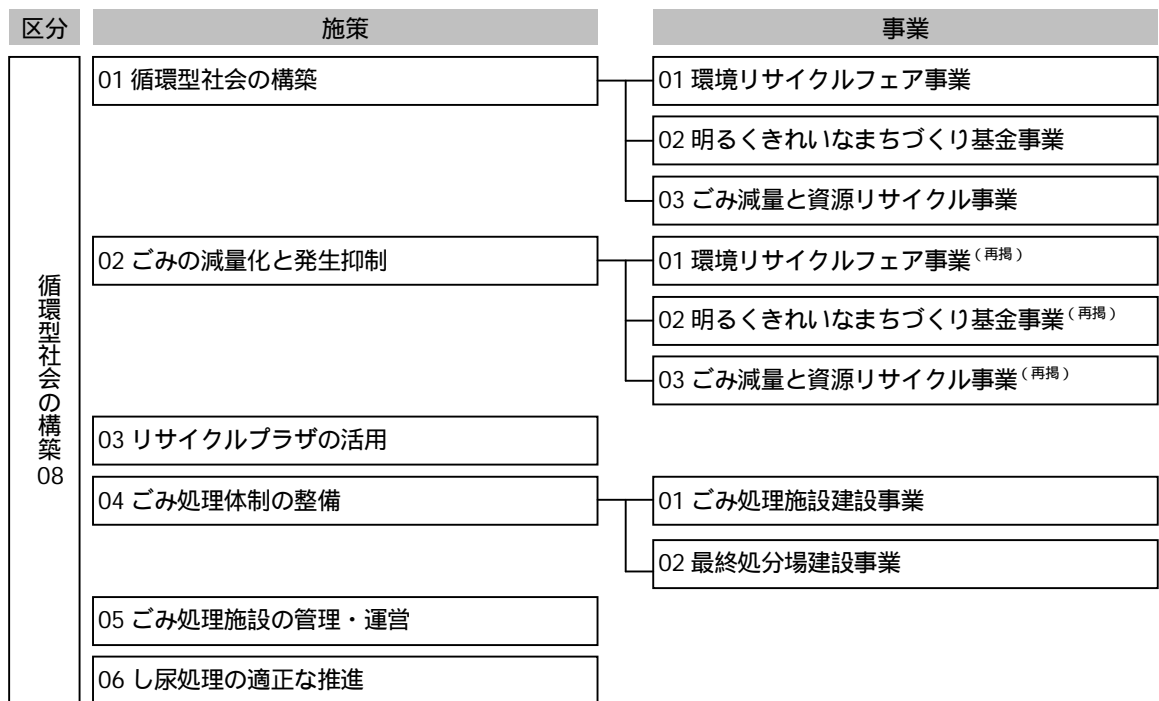 区分
施策
事業
循環型社会の構築08
01 循環型社会の構築
01 環境リサイクルフェア事業
02 明るくきれいなまちづくり基金事業
03 ごみ減量と資源リサイクル事業
02 ごみの減量化と発生抑制
01 環境リサイクルフェア事業（再掲）
02 明るくきれいなまちづくり基金事業（再掲）
03 ごみ減量と資源リサイクル事業（再掲）
03 リサイクルプラザの活用
04 ごみ処理体制の整備
01 ごみ処理施設建設事業
02 最終処分場建設事業
05 ごみ処理施設の管理・運営
06 し尿処理の適正な推進